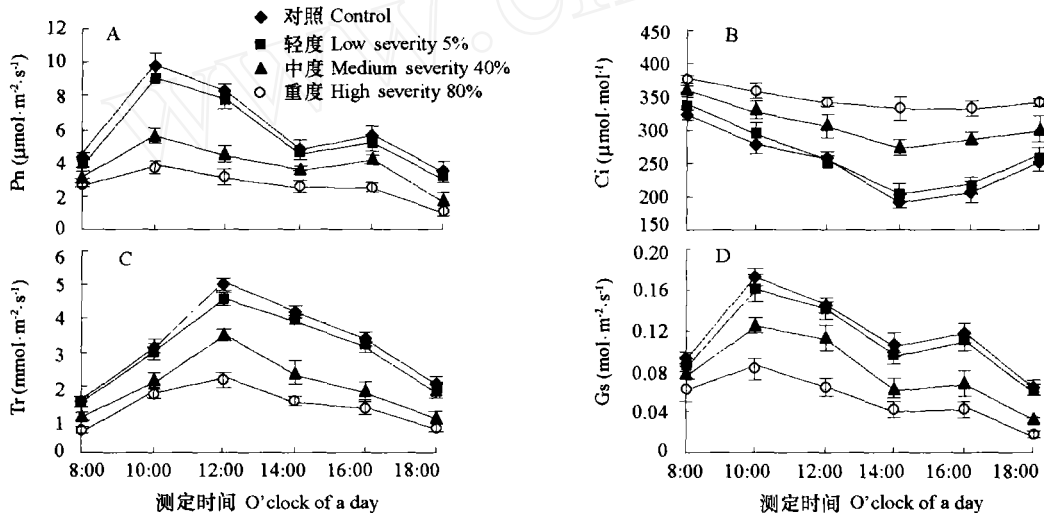 A
◆ 对照 Control
■ 轻度 Low severity 5%
▲ 中度 Medium severity 40%
○ 重度 High severity 80%
Pn (μmol·m⁻²·s⁻¹)
12
10
8
6
4
2
0
B
Ci (μmol·mol⁻¹)
450
400
350
300
250
200
150
C
Tr (mmol·m⁻²·s⁻¹)
6
5
4
3
2
1
0
8:00 10:00 12:00 14:00 16:00 18:00
测定时间 O'clock of a day
D
Gs (mol·m⁻²·s⁻¹)
0.20
0.16
0.12
0.08
0.04
0
8:00 10:00 12:00 14:00 16:00 18:00
测定时间 O'clock of a day